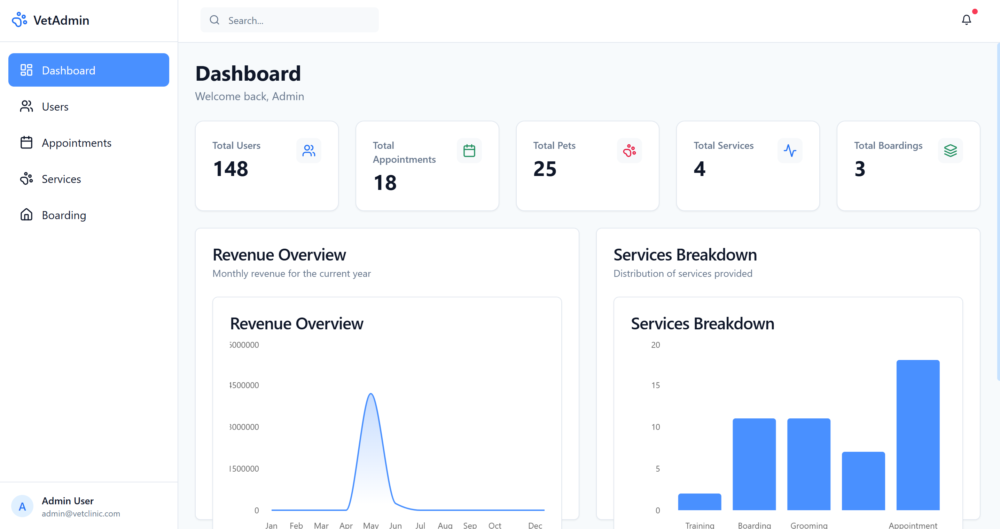 VetAdmin
Search...
Dashboard
Users
Appointments
Services
Boarding
Admin User
A
admin@vetclinic.com
Dashboard
Welcome back, Admin
Total Users
148
Total
Appointments
18
Total Pets
25
Total Services
4
Total Boardings
3
Revenue Overview
Monthly revenue for the current year
Revenue Overview
6000000
4500000
3000000
1500000
0
Jan Feb Mar Apr May Jun Jul Aug Sep Oct Dec
Services Breakdown
Distribution of services provided
Services Breakdown
20
15
10
5
0
Training Boarding Grooming Appointment